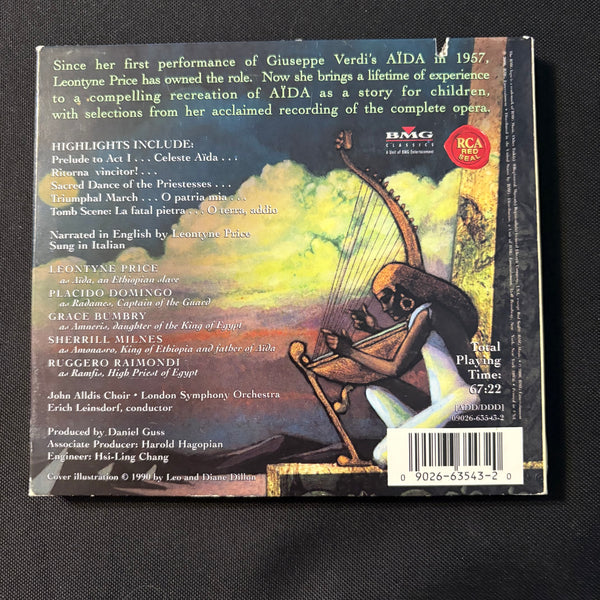 Since her first performance of Giuseppe Verdi's AÏDA in 1957,
Leontyne Price has owned the role. Now she brings a lifetime of experience
to a compelling recreation of AÏDA as a story for children,
with selections from her acclaimed recording of the complete opera.
HIGHLIGHTS INCLUDE:
Prelude to Act I . . . Celeste Aïda . . .
Ritorna vincitor! . . .
Sacred Dance of the Priestesses . . .
Triumphal March . . . O patria mia . . .
Tomb Scene: La fatal pietra . . . O terra, addio
Narrated in English by Leontyne Price
Sung in Italian
LEONTYNE PRICE
as Aïda, an Ethiopian slave
PLACIDO DOMINGO
as Radames, Captain of the Guard
GRACE BUMBRY
as Amneris, daughter of the King of Egypt
SHERRILL MILNES
as Amonasro, King of Ethiopia and father of Aïda
RUGGERO RAIMONDI
as Ramfis, High Priest of Egypt
John Alldis Choir • London Symphony Orchestra
Erich Leinsdorf, conductor
Produced by Daniel Guss
Associate Producer: Harold Hagopian
Engineer: Hsi-Ling Chang
Cover illustration © 1990 by Leo and Diane Dillon
BMG
CLASSICS
A Unit of BMG Entertainment
RCA
RED SEAL
Total
Playing
Time:
67:22
[ADD/DDD]
09026-63543-2
0 9026-63543-2 0